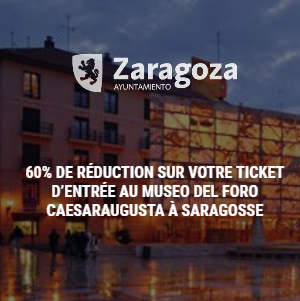 Zaragoza
AYUNTAMIENTO
60% DE RÉDUCTION SUR VOTRE TICKET
D'ENTRÉE AU MUSEO DEL FORO
CAESARAUGUSTA À SARAGOSSE